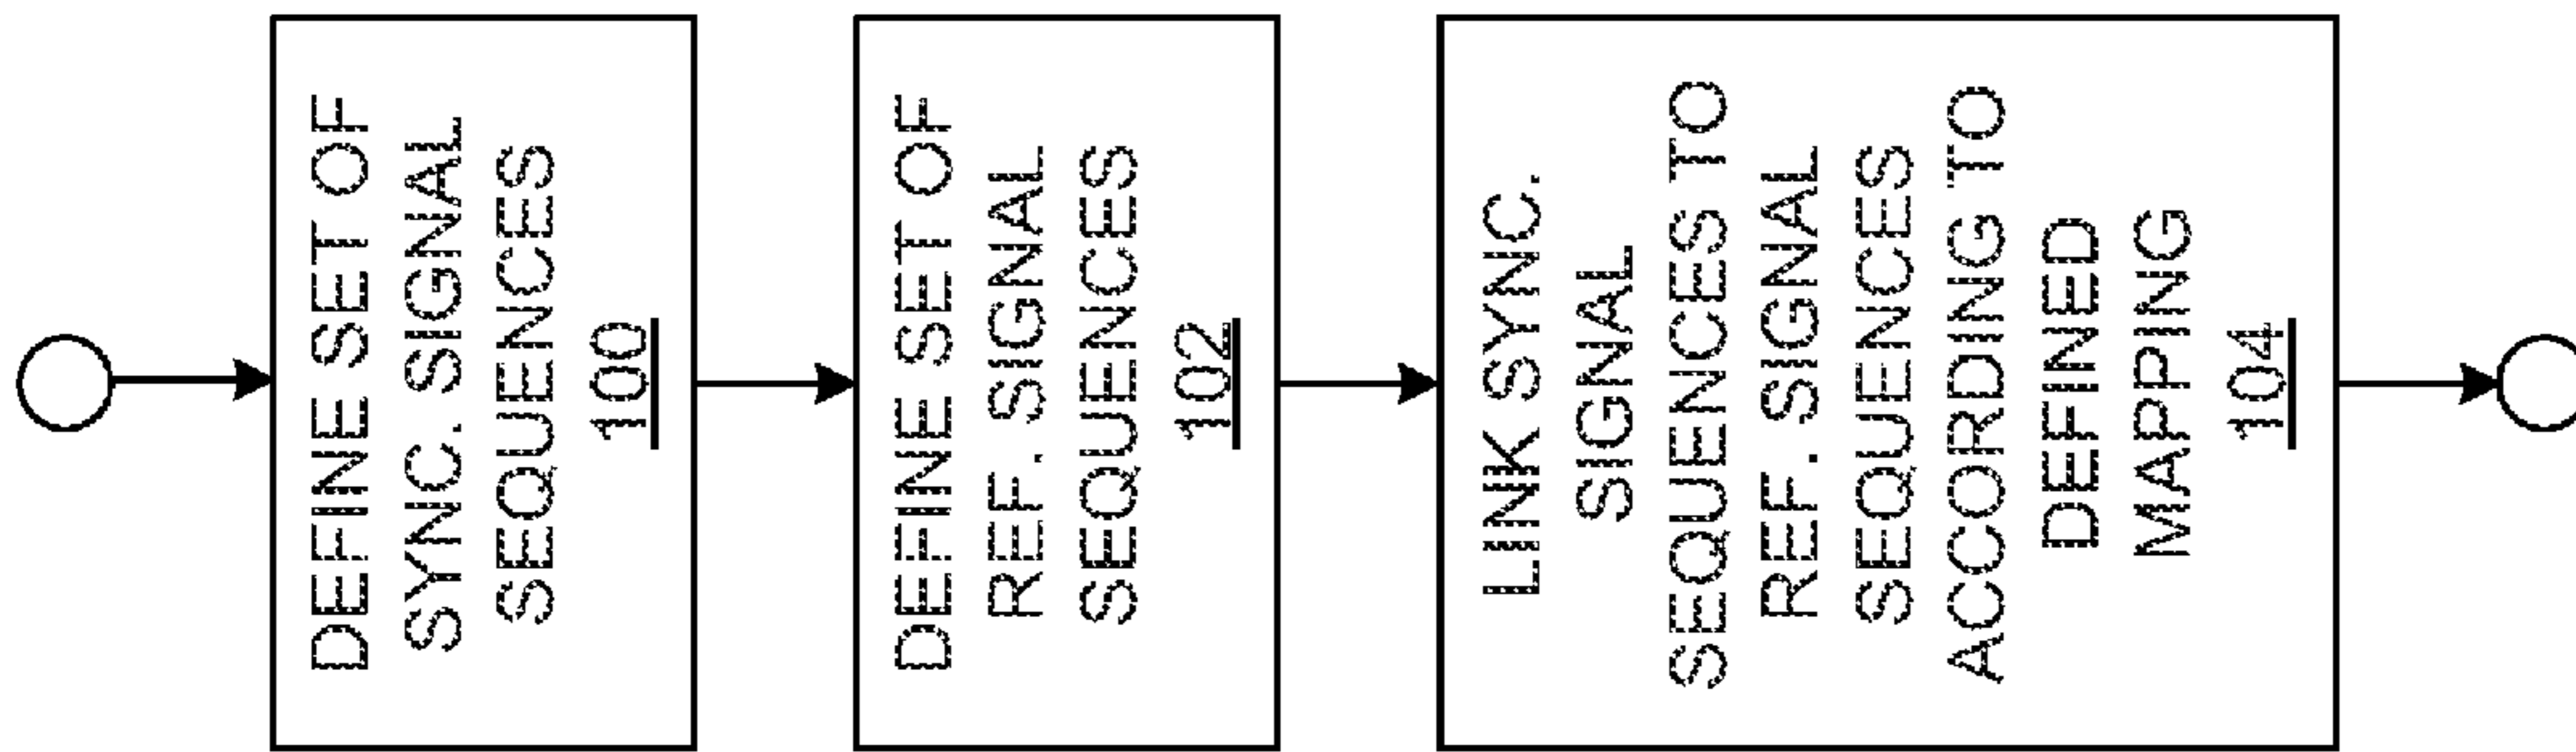 DEFINE SET OF
SYNC. SIGNAL
SEQUENCES
100
DEFINE SET OF
REF. SIGNAL
SEQUENCES
102
LINK SYNC.
SIGNAL
SEQUENCES TO
REF. SIGNAL
SEQUENCES
ACCORDING TO
DEFINED
MAPPING
104